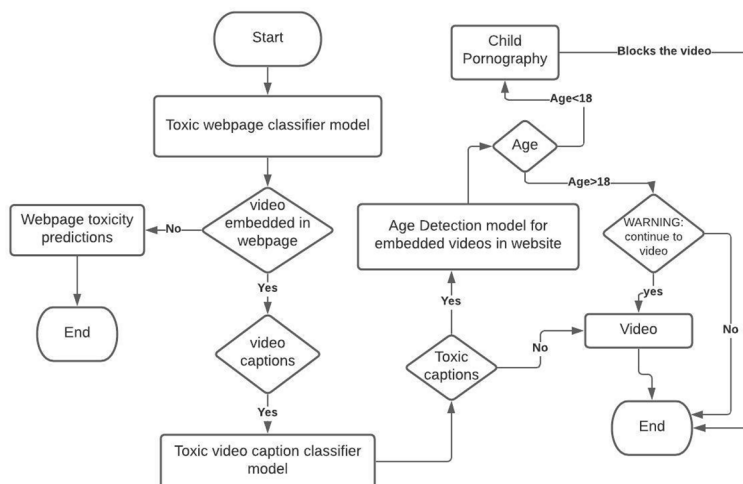 Start
Toxic webpage classifier model
video
embedded in
webpage
No
Webpage toxicity
predictions
End
Yes
video
captions
Yes
Toxic video caption classifier
model
Toxic
captions
Yes
No
Age Detection model for
embedded videos in website
Age
Age<18
Child
Pornography
Blocks the video
Age>18
WARNING:
continue to
video
yes
No
Video
End